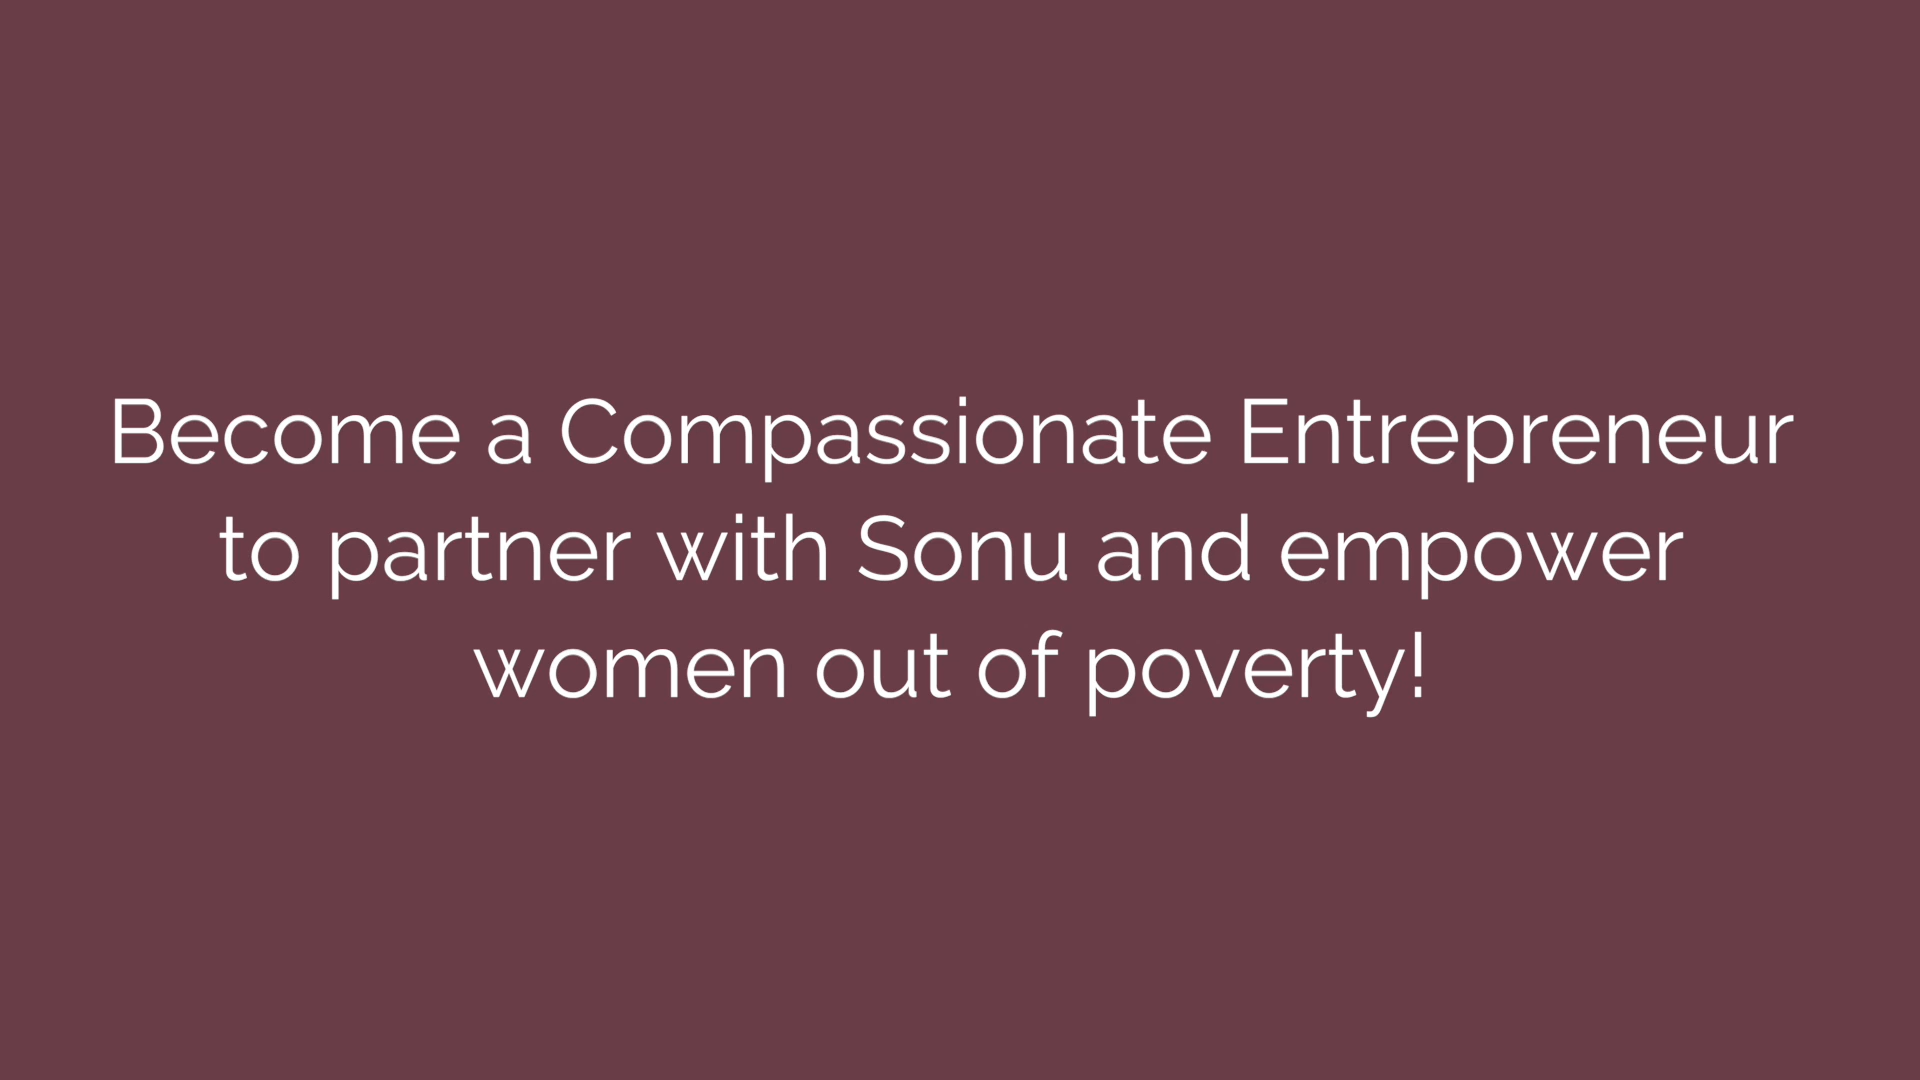 Become a Compassionate Entrepreneur
to partner with Sonu and empower
women out of poverty!